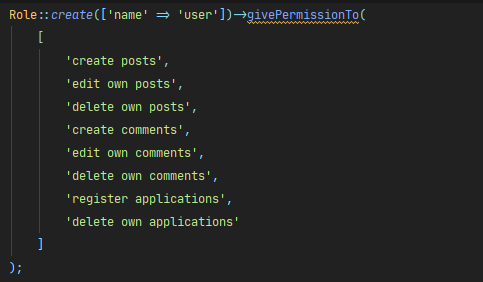 Role::create(['name' => 'user'])->givePermissionTo(
[
'create posts',
'edit own posts',
'delete own posts',
'create comments',
'edit own comments',
'delete own comments',
'register applications',
'delete own applications'
]
);